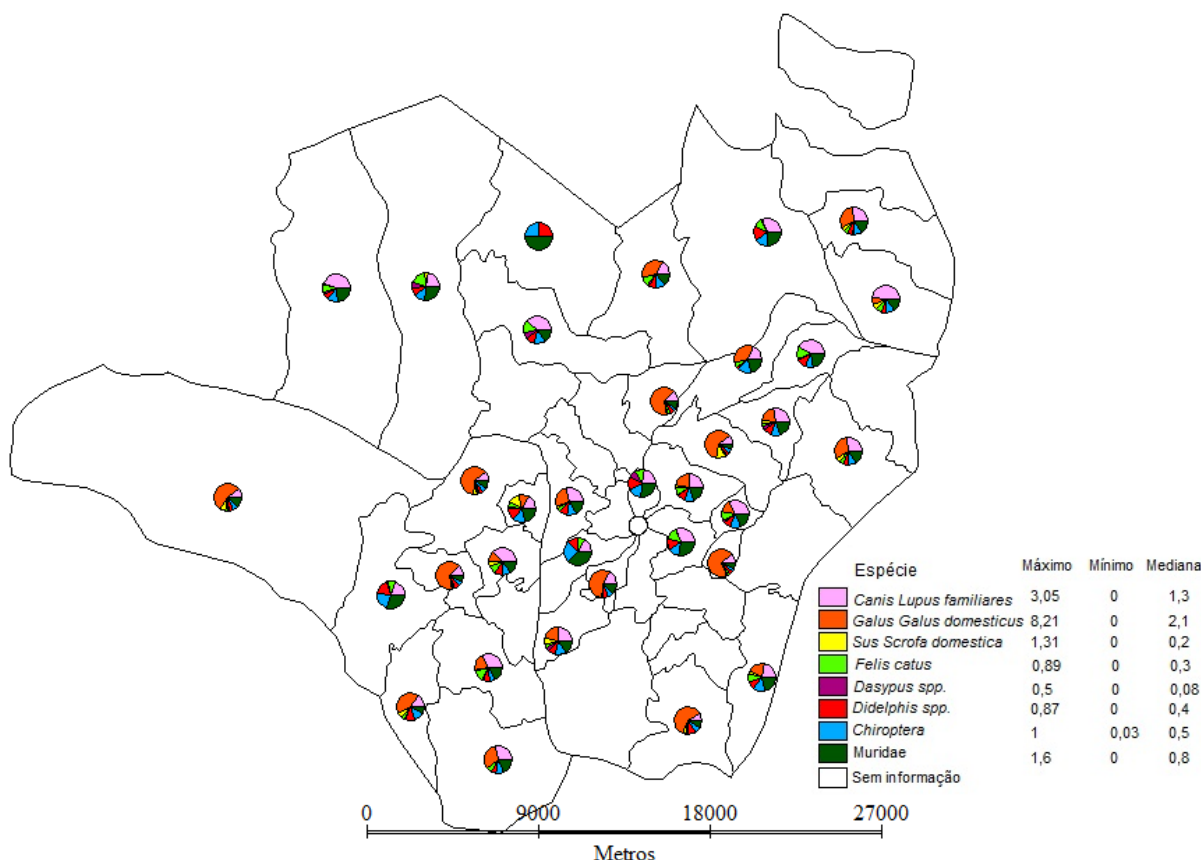 Espécie Máximo Mínimo Mediana
Canis Lupus familiares 3,05 0 1,3
Galus Galus domesticus 8,21 0 2,1
Sus Scrofa domestica 1,31 0 0,2
Felis catus 0,89 0 0,3
Dasypus spp. 0,5 0 0,08
Didelphis spp. 0,87 0 0,4
Chiroptera 1 0,03 0,5
Muridae 1,6 0 0,8
Sem informação
0 9000 18000 27000
Metros